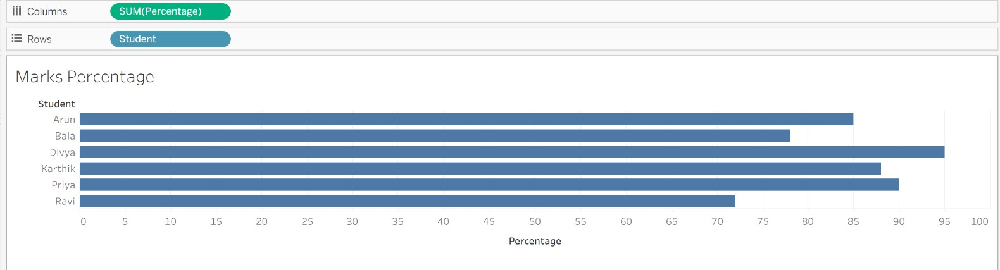 Columns SUM(Percentage)
Rows Student
Marks Percentage
Student
Arun
Bala
Divya
Karthik
Priya
Ravi
0 5 10 15 20 25 30 35 40 45 50 55 60 65 70 75 80 85 90 95 100
Percentage